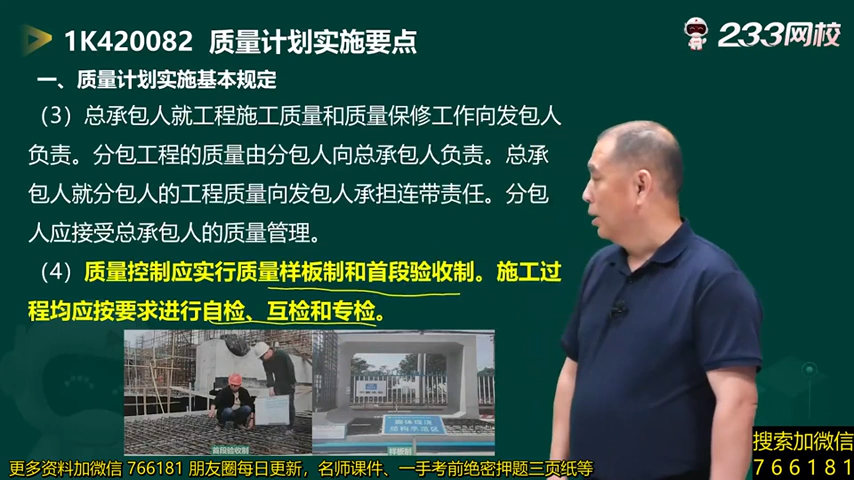 1K420082 质量计划实施要点
233网校
一、质量计划实施基本规定
（3）总承包人就工程施工质量和质量保修工作向发包人
负责。分包工程的质量由分包人向总承包人负责。总承
包人就分包人的工程质量向发包人承担连带责任。分包
人应接受总承包人的质量管理。
（4）质量控制应实行质量样板制和首段验收制。施工过
程均应按要求进行自检、互检和专检。
首段验收制
样板制
搜索加微信
766181
更多资料加微信 766181 朋友圈每日更新，名师课件、一手考前绝密押题三页纸等